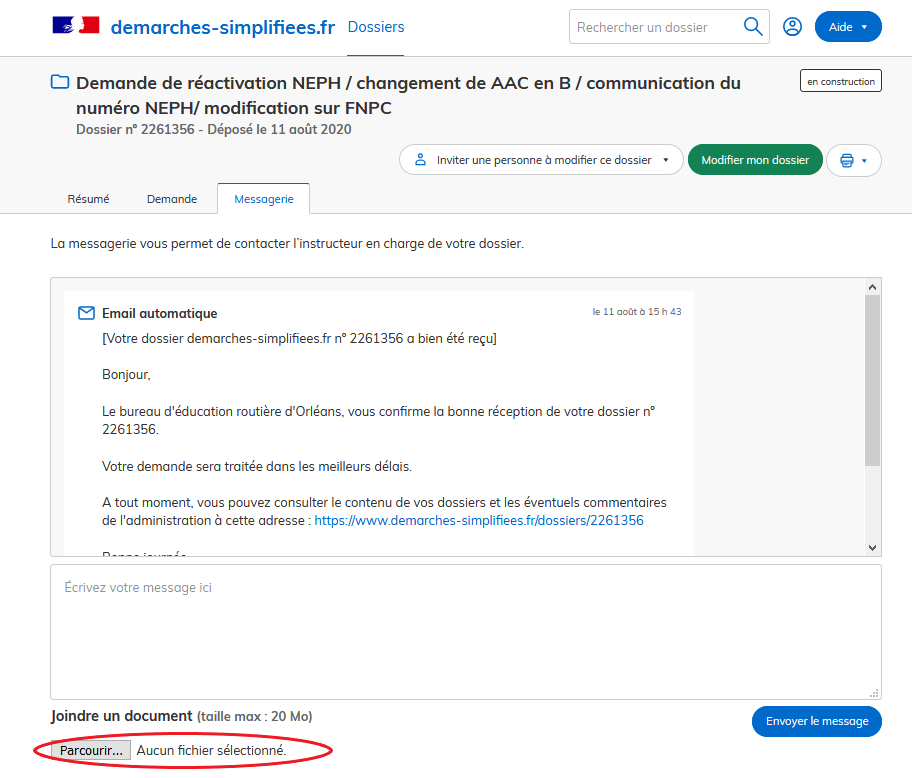 demarches-simplifiees.fr Dossiers Rechercher un dossier Aide
Demande de réactivation NEPH / changement de AAC en B / communication du
numéro NEPH/ modification sur FNPC
en construction
Dossier nº 2261356 - Déposé le 11 août 2020
Inviter une personne à modifier ce dossier Modifier mon dossier
Résumé Demande Messagerie
La messagerie vous permet de contacter l’instructeur en charge de votre dossier.
Email automatique le 11 août à 15 h 43
[Votre dossier demarches-simplifiees.fr nº 2261356 a bien été reçu]
Bonjour,
Le bureau d'éducation routière d'Orléans, vous confirme la bonne réception de votre dossier nº
2261356.
Votre demande sera traitée dans les meilleurs délais.
A tout moment, vous pouvez consulter le contenu de vos dossiers et les éventuels commentaires
de l'administration à cette adresse : https://www.demarches-simplifiees.fr/dossiers/2261356
Bonne journée
Écrivez votre message ici
Joindre un document (taille max : 20 Mo)
Envoyer le message
Parcourir... Aucun fichier sélectionné.